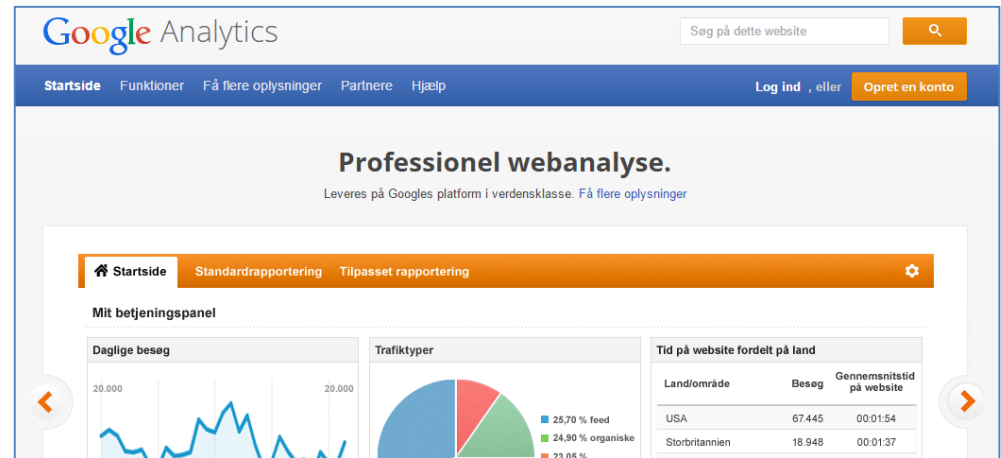 Google Analytics
Søg på dette website
Startside Funktioner Få flere oplysninger Partnere Hjælp Log ind , eller Opret en konto
Professionel webanalyse.
Leveres på Googles platform i verdensklasse. Få flere oplysninger
Startside Standardrapportering Tilpasset rapportering
Mit betjeningspanel
Daglige besøg
20.000 20.000
Trafiktyper
25,70 % feed
24,90 % organiske
23,05 %
Tid på website fordelt på land
Land/område Besøg Gennemsnitstid
på website
USA 67.445 00:01:54
Storbritannien 18.948 00:01:37